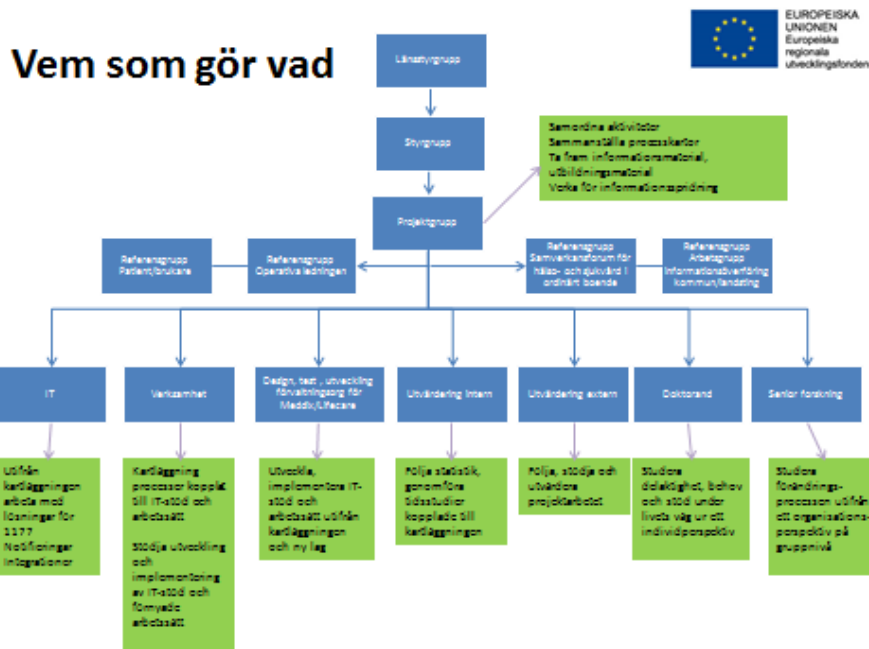 Vem som gör vad
EUROPEISKA
UNIONEN
Europeiska
regionala
utvecklingsfonden
Länsstyrgrupp
Styrgrupp
Projektgrupp
Samordna aktiviteter
Sammanställa processkartor
Ta fram informationsmaterial,
utbildningsmaterial
Verka för informationsspridning
Referensgrupp
Patient/brukare
Referensgrupp
Operativa ledningen
Referensgrupp
Samverkansforum för
hälso- och sjukvård i
ordinärt boende
Referensgrupp
Arbetsgrupp
Informationsöverföring
kommun/landsting
IT
Verksamhet
Design, test , utveckling
förvaltningsorg för
Meddix/Lifecare
Utvärdering intern
Utvärdering extern
Doktorand
Senior forskning
Utifrån
kartläggningen
arbeta med
lösningar för
1177
Notifieringar
Integrationer
Kartläggning
processer kopplat
till IT-stöd och
arbetssätt
Stödja utveckling
och
implementering
av IT-stöd och
förnyade
arbetssätt
Utveckla,
implementera IT-
stöd och
arbetssätt utifrån
kartläggningen
och ny lag
Följa statistik,
genomföra
tidsstudier
kopplade till
kartläggningen
Följa, stödja och
utvärdera
projektarbetet
Studera
delaktighet, behov
och stöd under
livets väg ur ett
individperspektiv
Studera
förändrings-
processen utifrån
ett organisations-
perspektiv på
gruppnivå